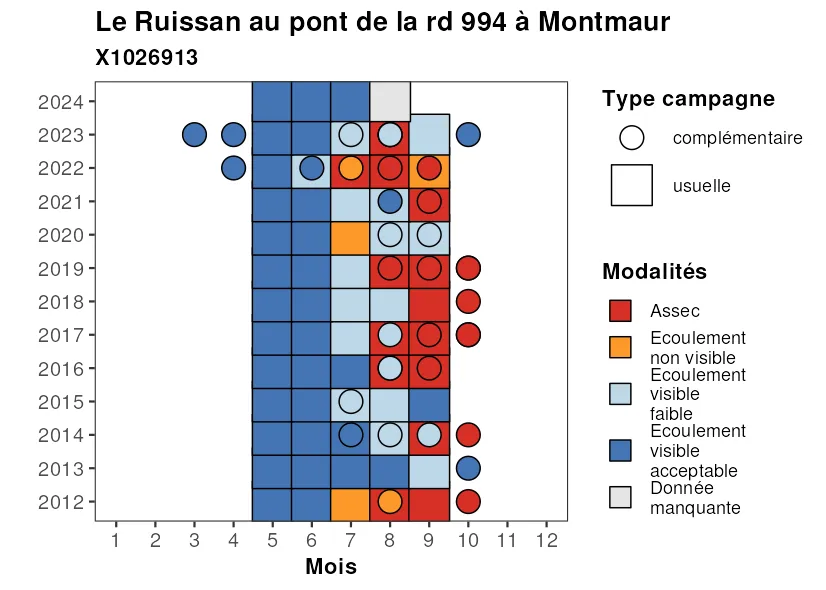 Le Ruissan au pont de la rd 994 à Montmaur
X1026913
2024
2023
2022
2021
2020
2019
2018
2017
2016
2015
2014
2013
2012
1 2 3 4 5 6 7 8 9 10 11 12
Mois
Type campagne
complémentaire
usuelle
Modalités
Assec
Ecoulement
non visible
Ecoulement
visible
faible
Ecoulement
visible
acceptable
Donnée
manquante